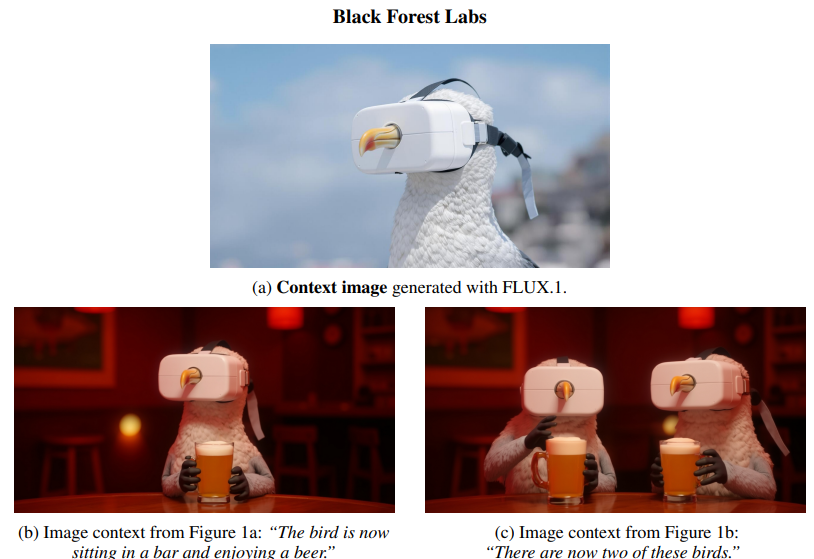 Black Forest Labs
(a) Context image generated with FLUX.1.
(b) Image context from Figure 1a: “The bird is now
sitting in a bar and enjoying a beer.”
(c) Image context from Figure 1b:
“There are now two of these birds.”